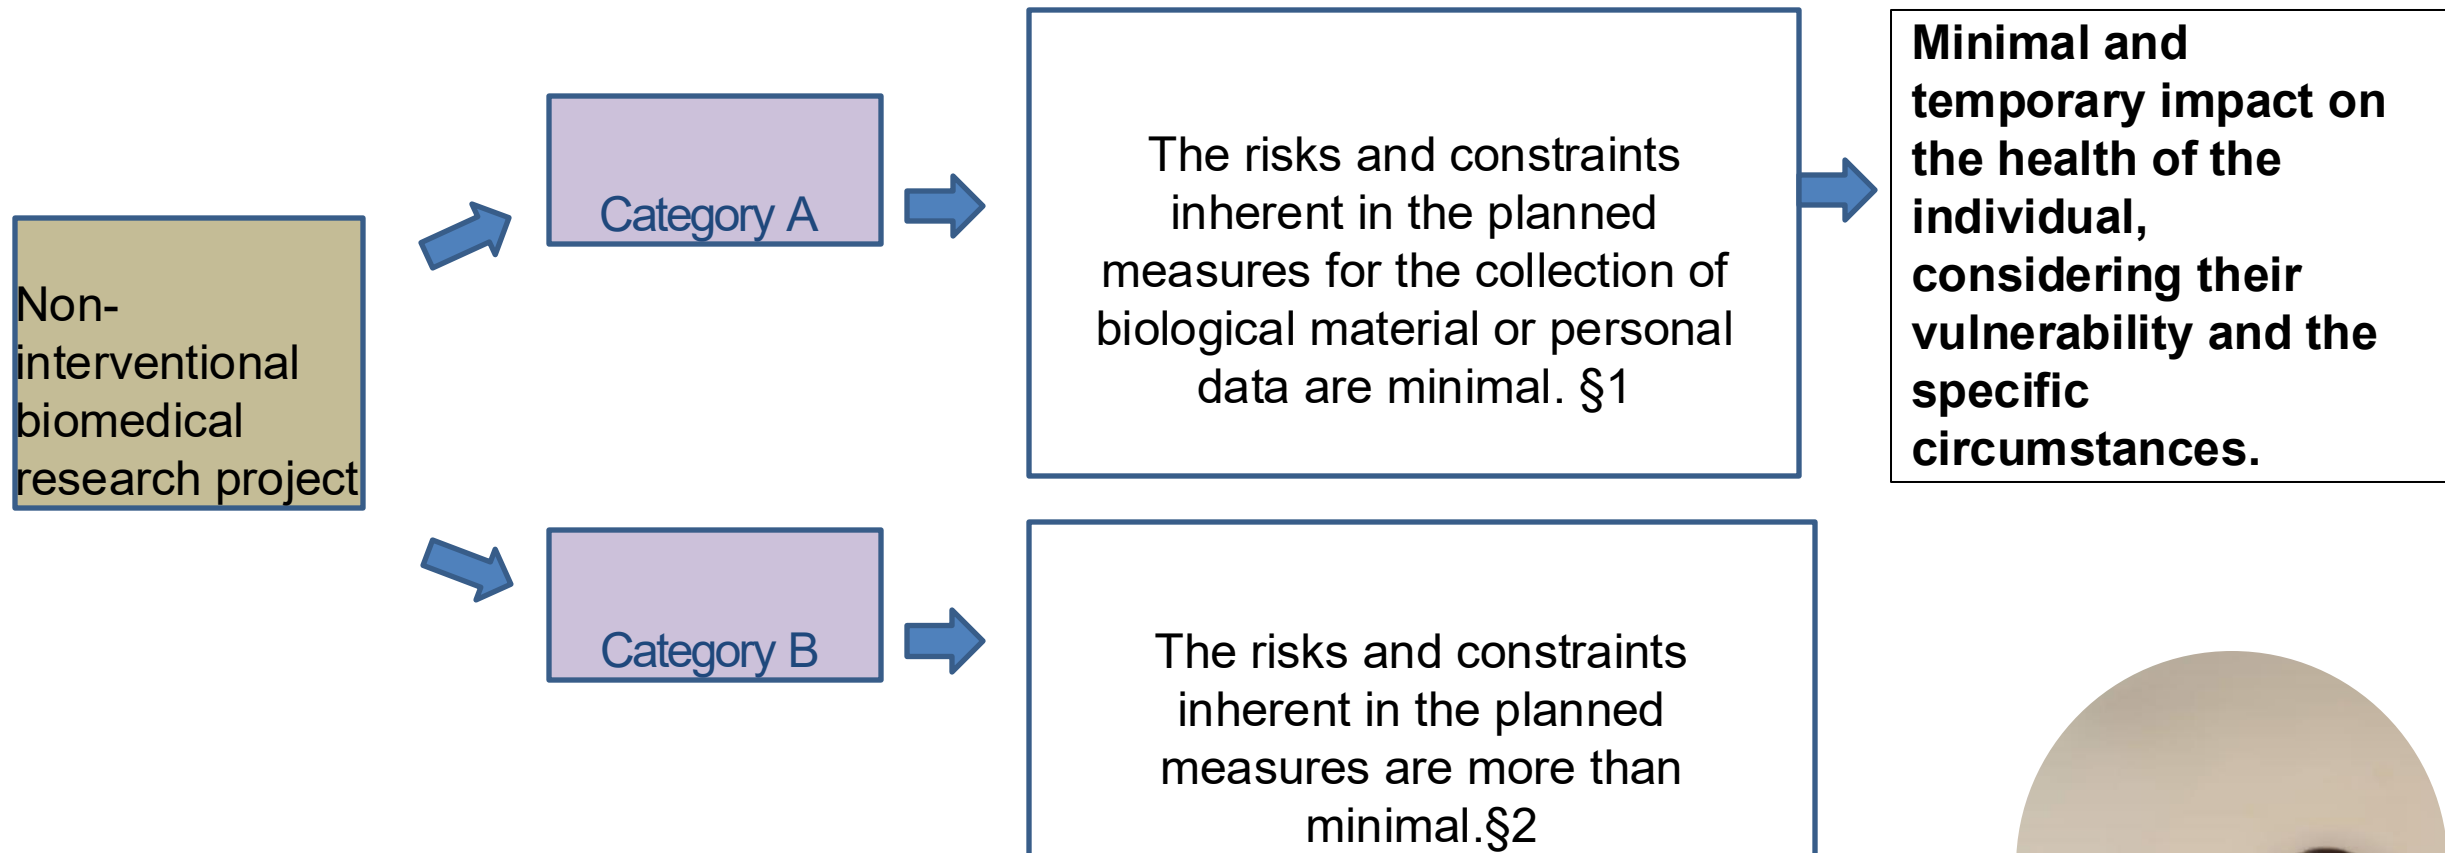 Non-
interventional
biomedical
research project
Category A
The risks and constraints
inherent in the planned
measures for the collection of
biological material or personal
data are minimal. §1
Minimal and
temporary impact on
the health of the
individual,
considering their
vulnerability and the
specific
circumstances.
Category B
The risks and constraints
inherent in the planned
measures are more than
minimal.§2